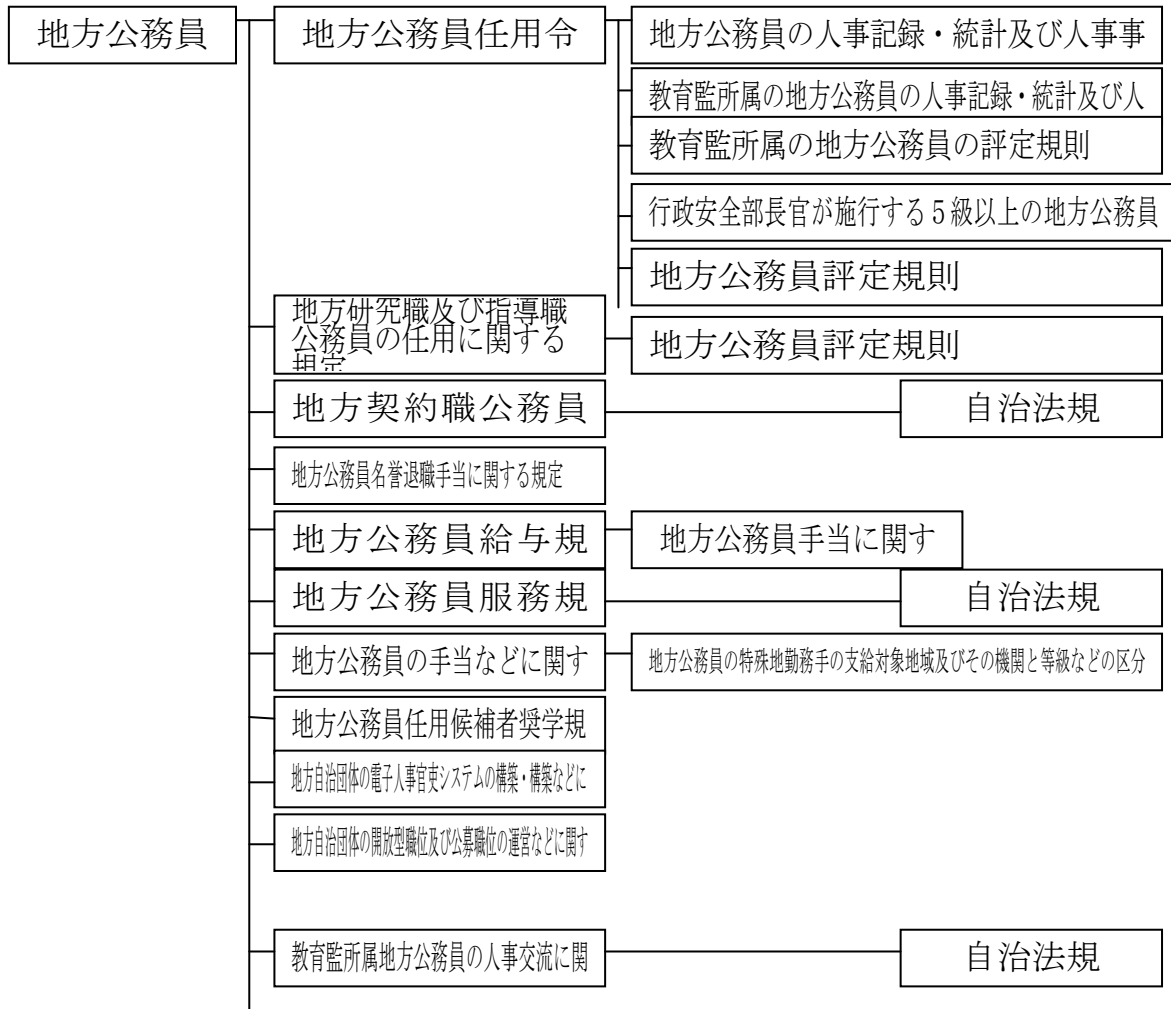 地方公務員
地方公務員任用令
地方公務員の人事記録・統計及び人事事
教育監所属の地方公務員の人事記録・統計及び人
教育監所属の地方公務員の評定規則
行政安全部長官が施行する5級以上の地方公務員
地方公務員評定規則
地方研究職及び指導職
公務員の任用に関する
規定
地方公務員評定規則
地方契約職公務員
自治法規
地方公務員名誉退職手当に関する規定
地方公務員給与規
地方公務員手当に関す
地方公務員服務規
自治法規
地方公務員の手当などに関す
地方公務員の特殊地勤務手の支給対象地域及びその機関と等級などの区分
地方公務員任用候補者奨学規
地方自治団体の電子人事官吏システムの構築・構築などに
地方自治団体の開放型職位及び公募職位の運営などに関す
教育監所属地方公務員の人事交流に関
自治法規